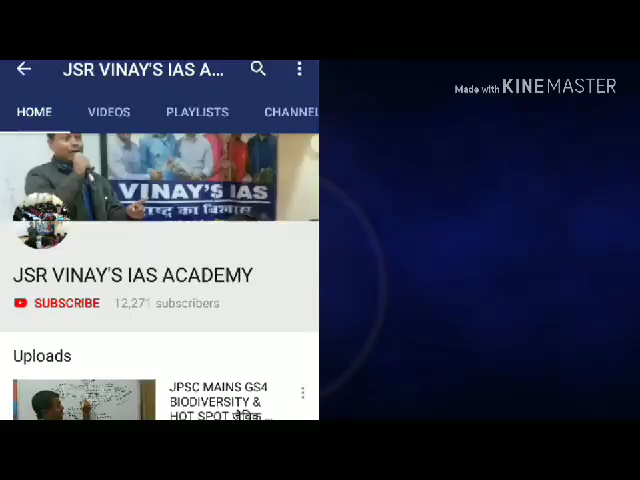 JSR VINAY'S IAS A...
Made with KINEMASTER
HOME VIDEOS PLAYLISTS CHANNEL
VINAY'S IAS
राष्ट्र का विश्वास
JSR VINAY'S IAS ACADEMY
SUBSCRIBE 12,271 subscribers
Uploads
JPSC MAINS GS4
BIODIVERSITY &
HOT SPOT जैविक ...